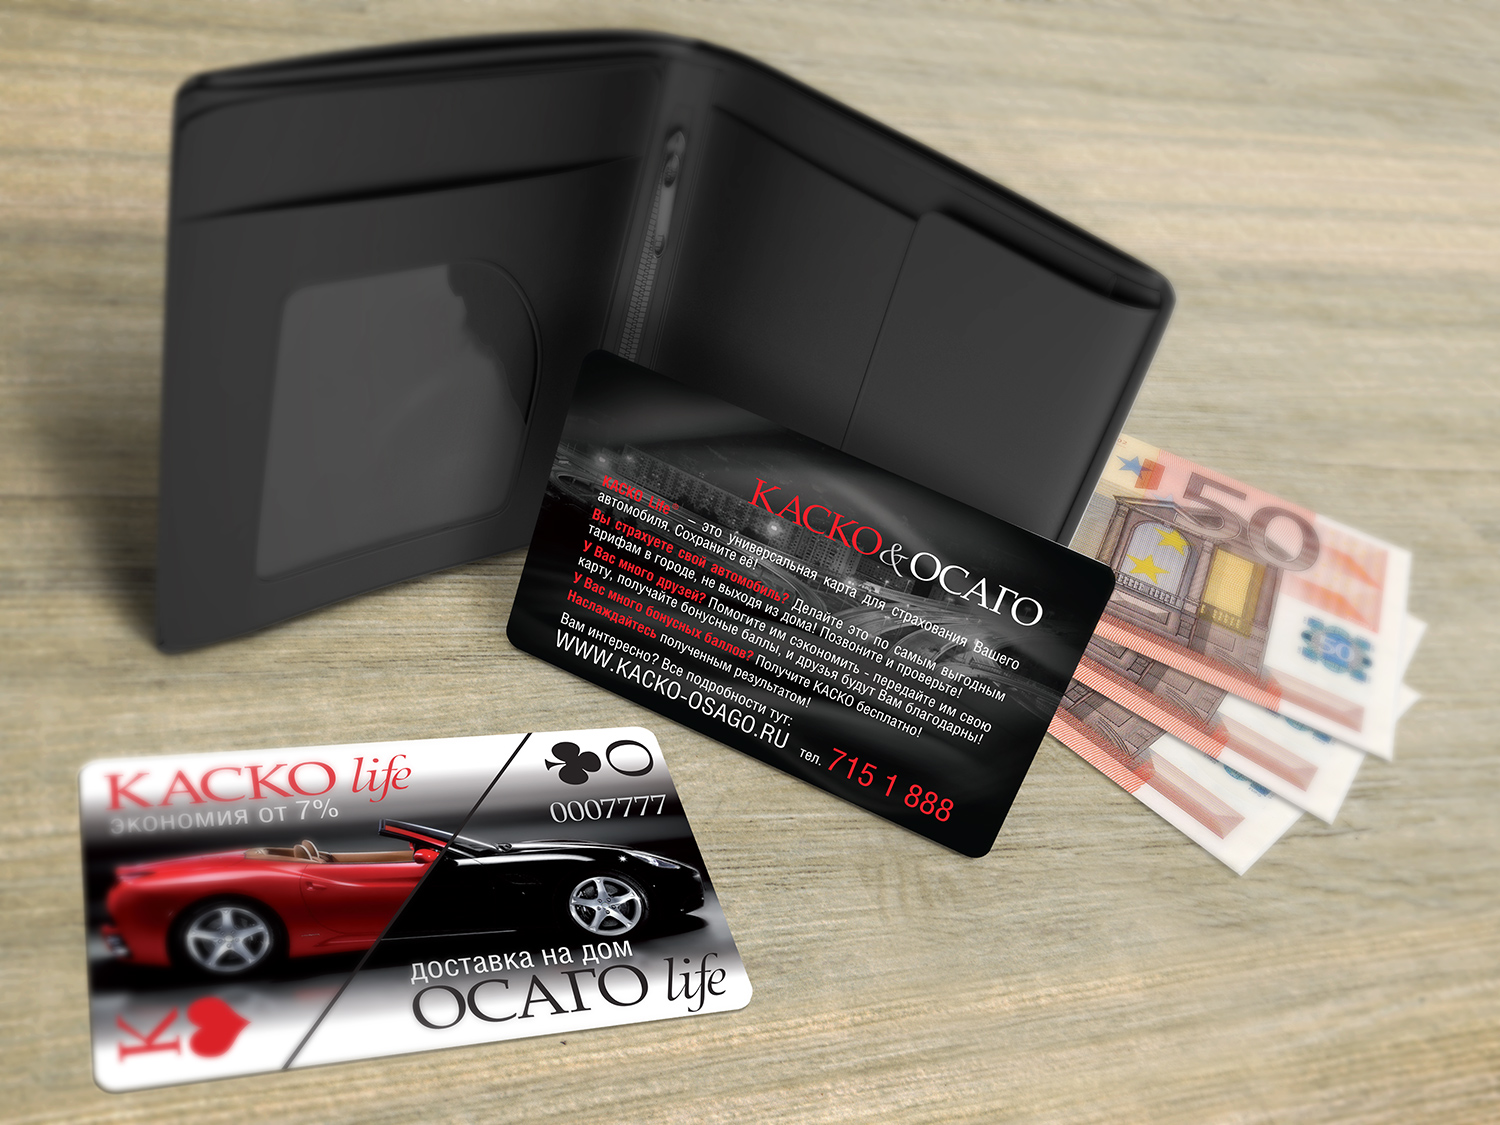 КАСКО&ОСАГО
КАСКО Life™ – это универсальная карта для страхования Вашего
автомобиля. Сохраните её!
Вы страхуете свой автомобиль? Делайте это по самым выгодным
тарифам в городе, не выходя из дома! Позвоните и проверьте!
У Вас много друзей? Помогите им сэкономить - передайте им свою
карту, получайте бонусные баллы, и друзья будут Вам благодарны!
У Вас много бонусных баллов? Получите КАСКО бесплатно!
Наслаждайтесь полученным результатом!
Вам интересно? Все подробности тут:
WWW.KACKO-OSAGO.RU тел. 715 1 888
50
50
КАСКО life
экономия от 7%
О
0007777
доставка на дом
ОСАГО life
К